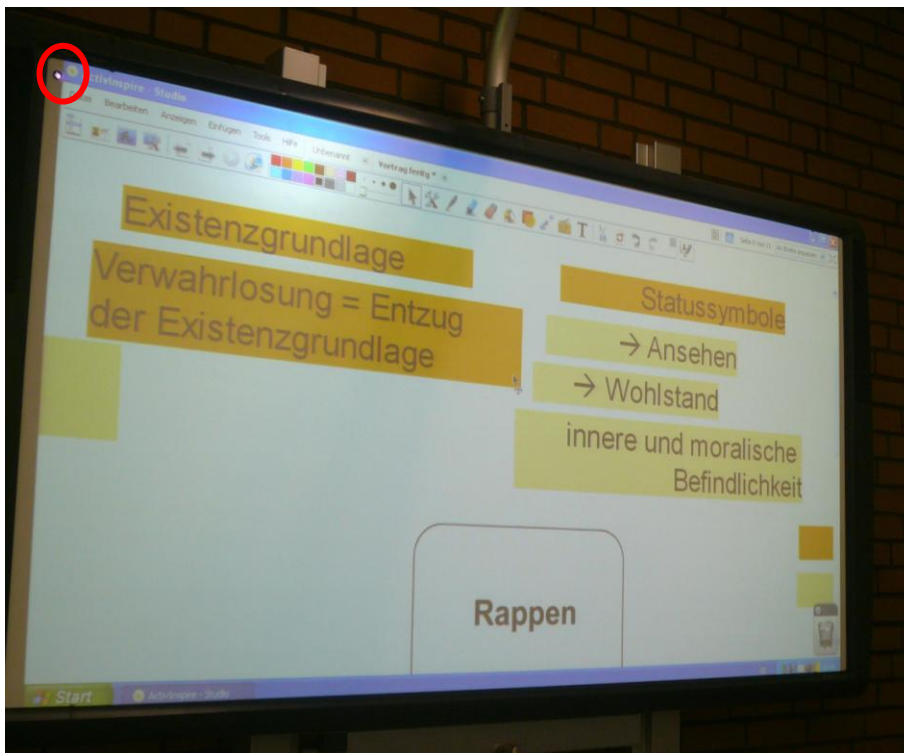 ActivInspire - Studio
Bearbeiten Anzeigen Einfügen Tools Hilfe Unbenannt Vortrag fertig *
Existenzgrundlage
Verwahrlosung = Entzug
der Existenzgrundlage
Statussymbole
→ Ansehen
→ Wohlstand
innere und moralische
Befindlichkeit
Rappen
Start ActivInspire - Studio